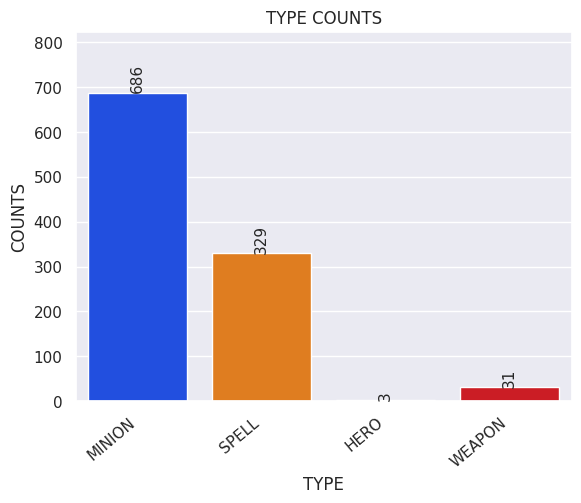 TYPE COUNTS
800
700
600
500
400
300
200
100
0
COUNTS
686
329
3
31
MINION
SPELL
HERO
WEAPON
TYPE